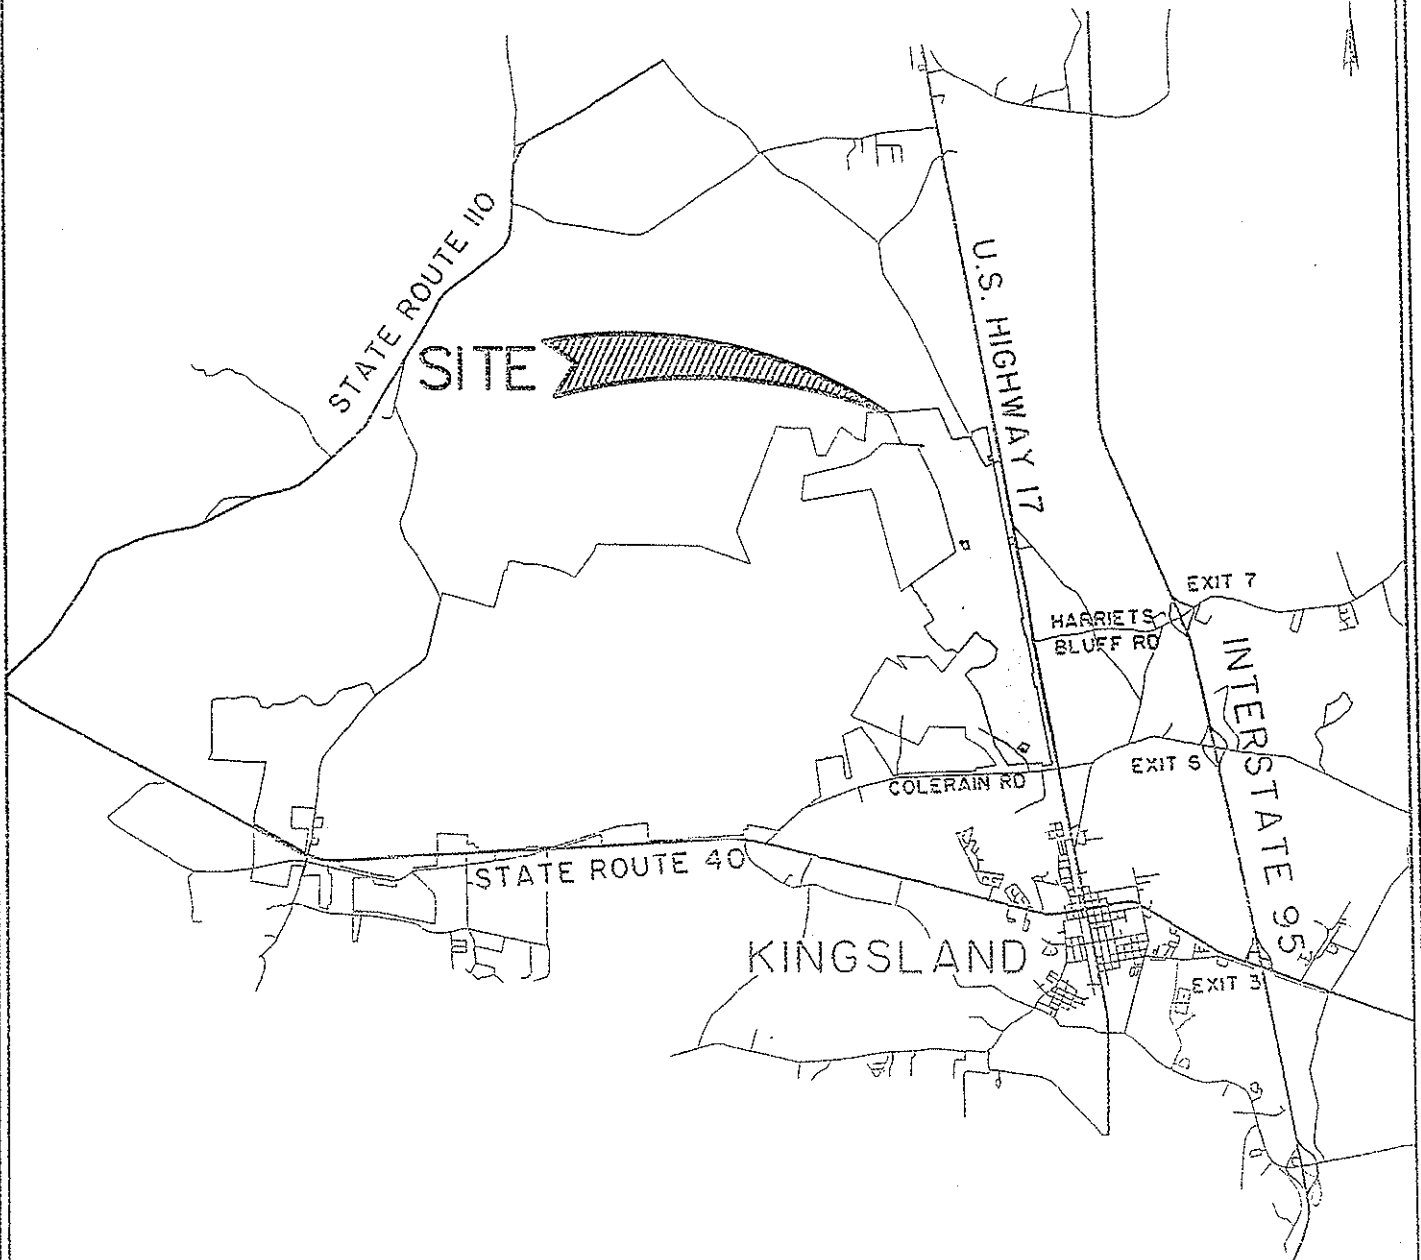 STATE ROUTE 110
U.S. HIGHWAY 17
SITE
EXIT 7
HARRIETS
BLUFF RD
INTERSTATE 95
EXIT 6
COLERAIN RD
STATE ROUTE 40
KINGSLAND
EXIT 3